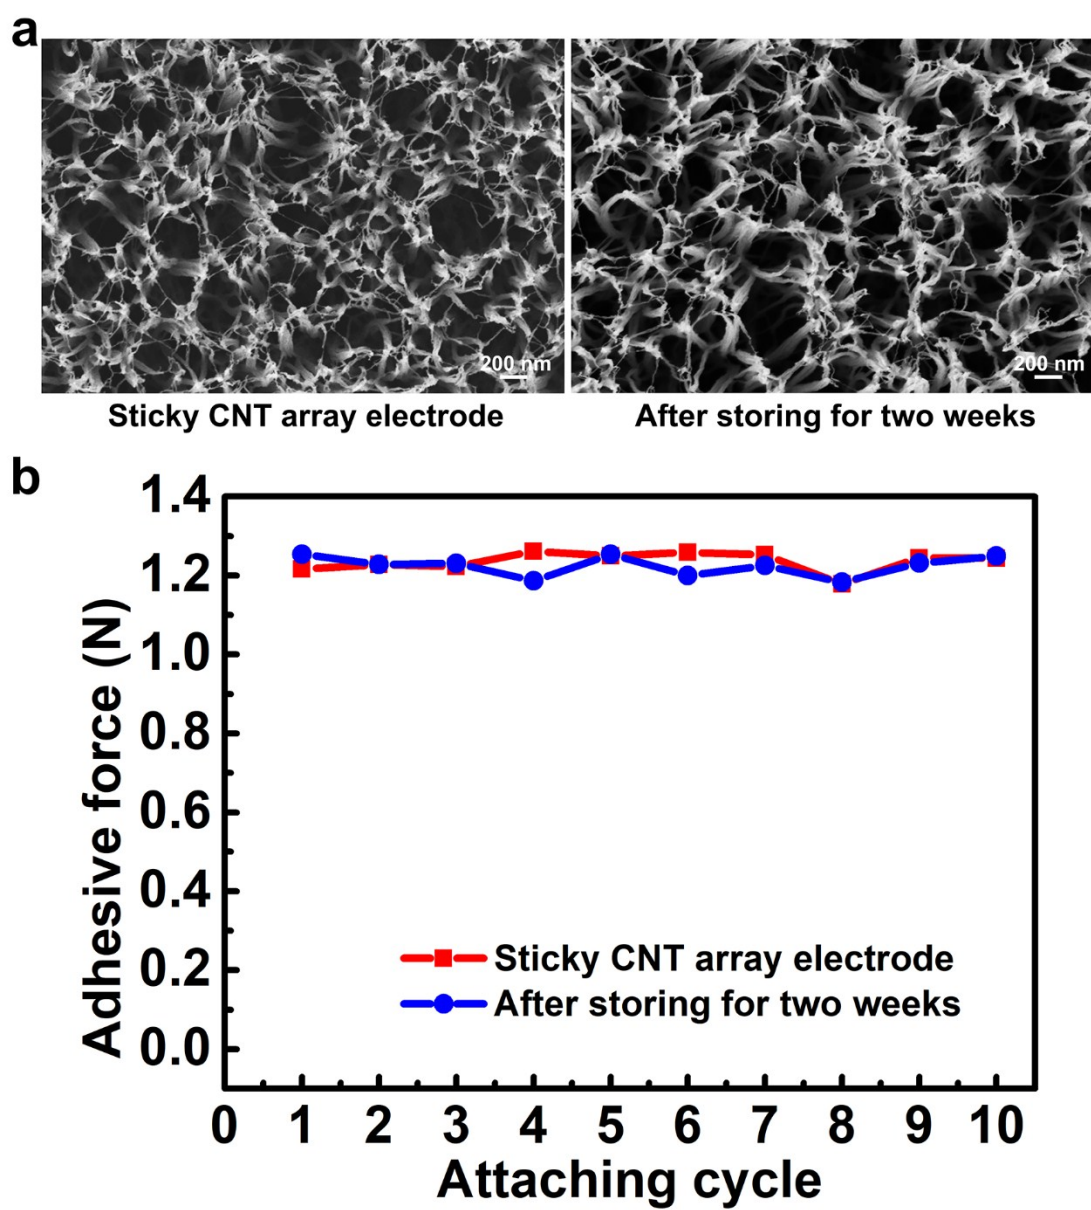 a
200 nm
200 nm
Sticky CNT array electrode
After storing for two weeks
b
1.4
1.2
1.0
0.8
0.6
0.4
0.2
0.0
Adhesive force (N)
Sticky CNT array electrode
After storing for two weeks
0 1 2 3 4 5 6 7 8 9 10
Attaching cycle